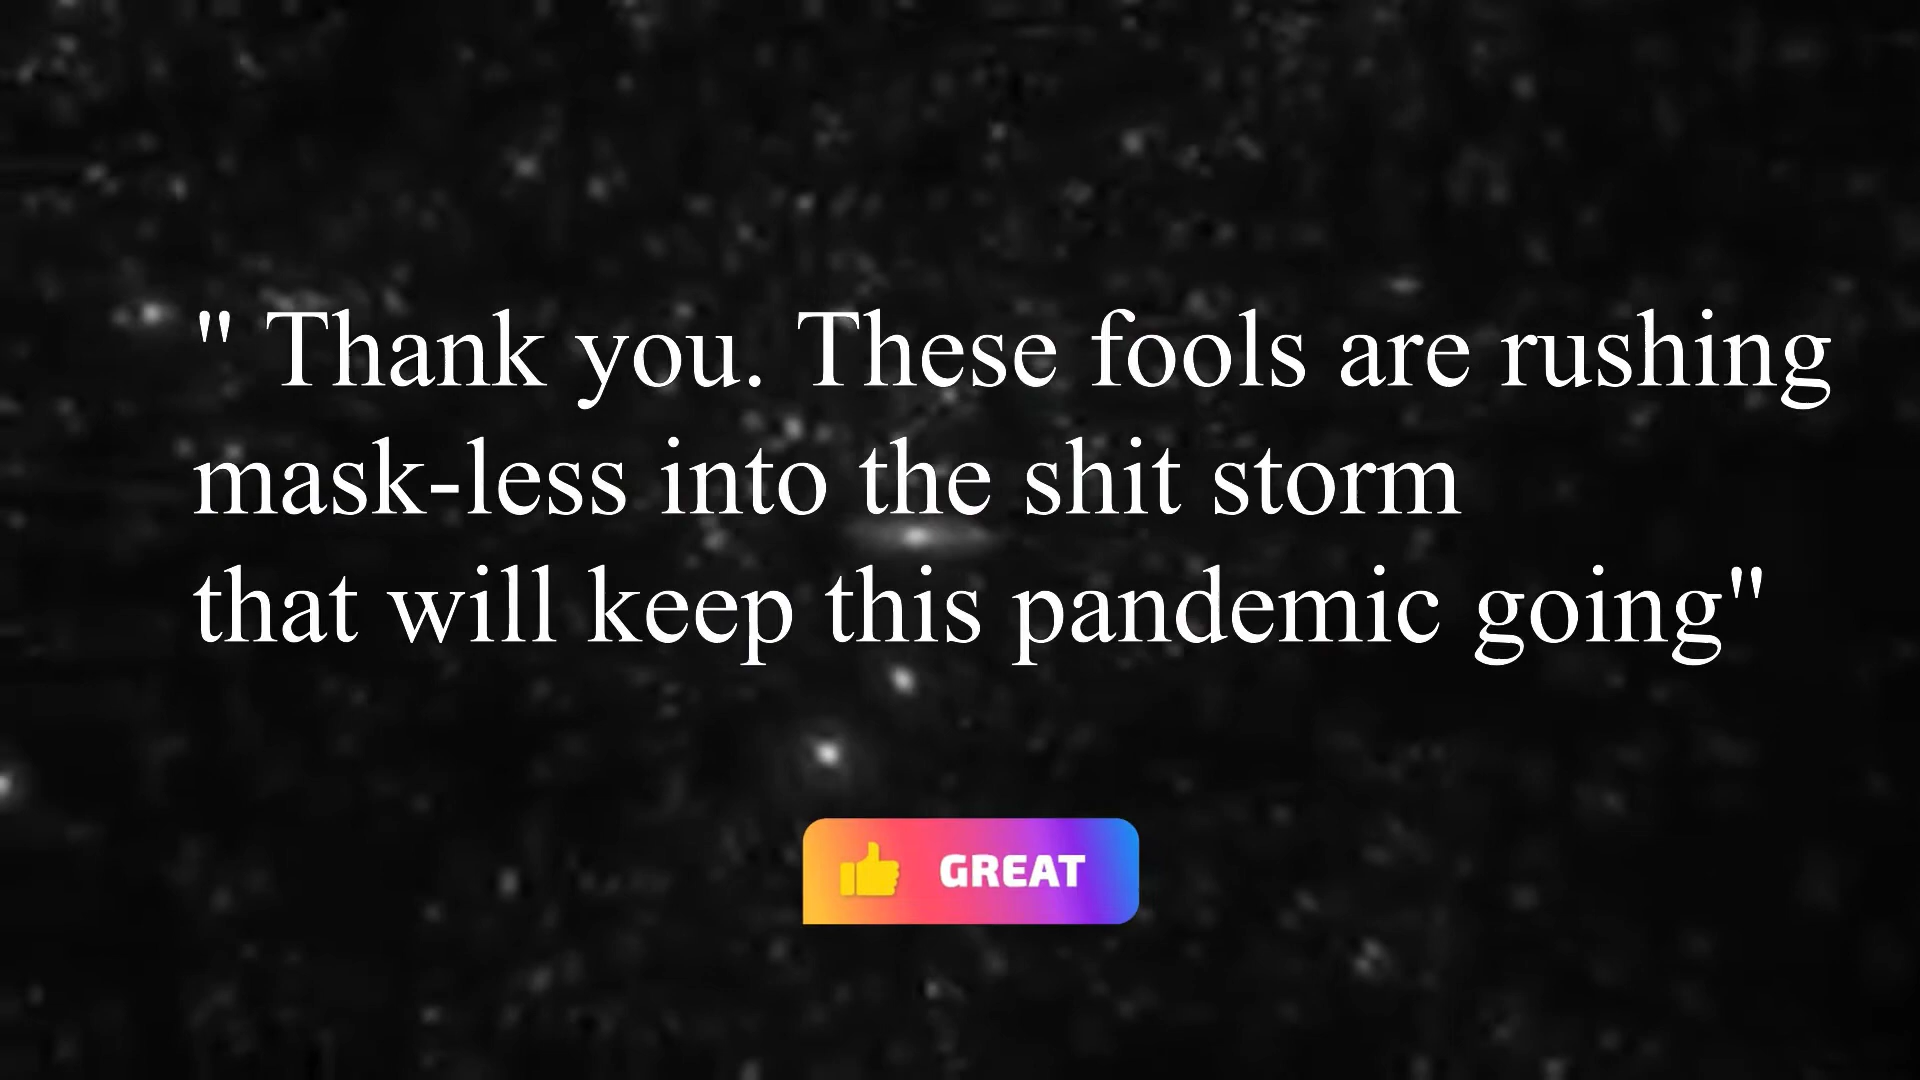 " Thank you. These fools are rushing
mask-less into the shit storm
that will keep this pandemic going"
GREAT